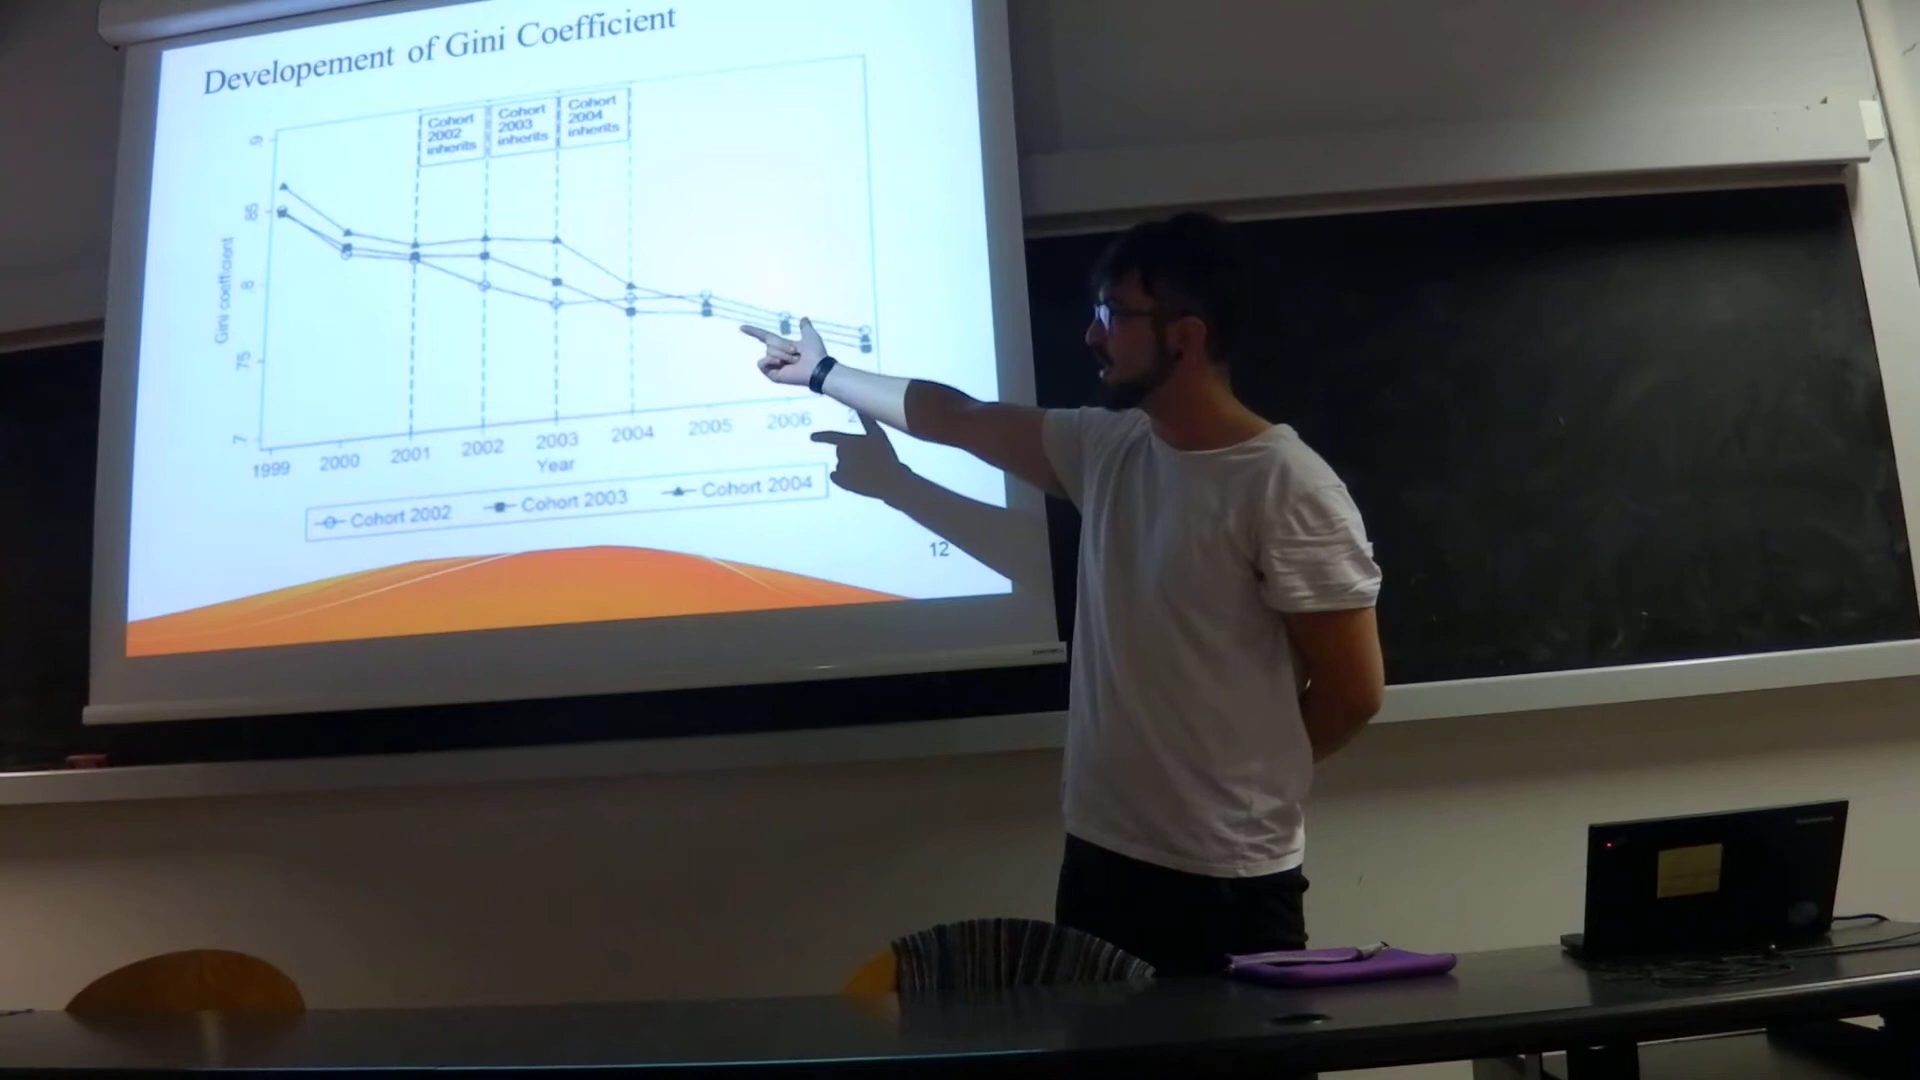 Developement of Gini Coefficient
Cohort
2002
inherits
Cohort
2003
inherits
Cohort
2004
inherits
Gini coefficient
.9
.85
.8
.75
.7
1999 2000 2001 2002 2003 2004 2005 2006
Year
Cohort 2002 Cohort 2003 Cohort 2004
12